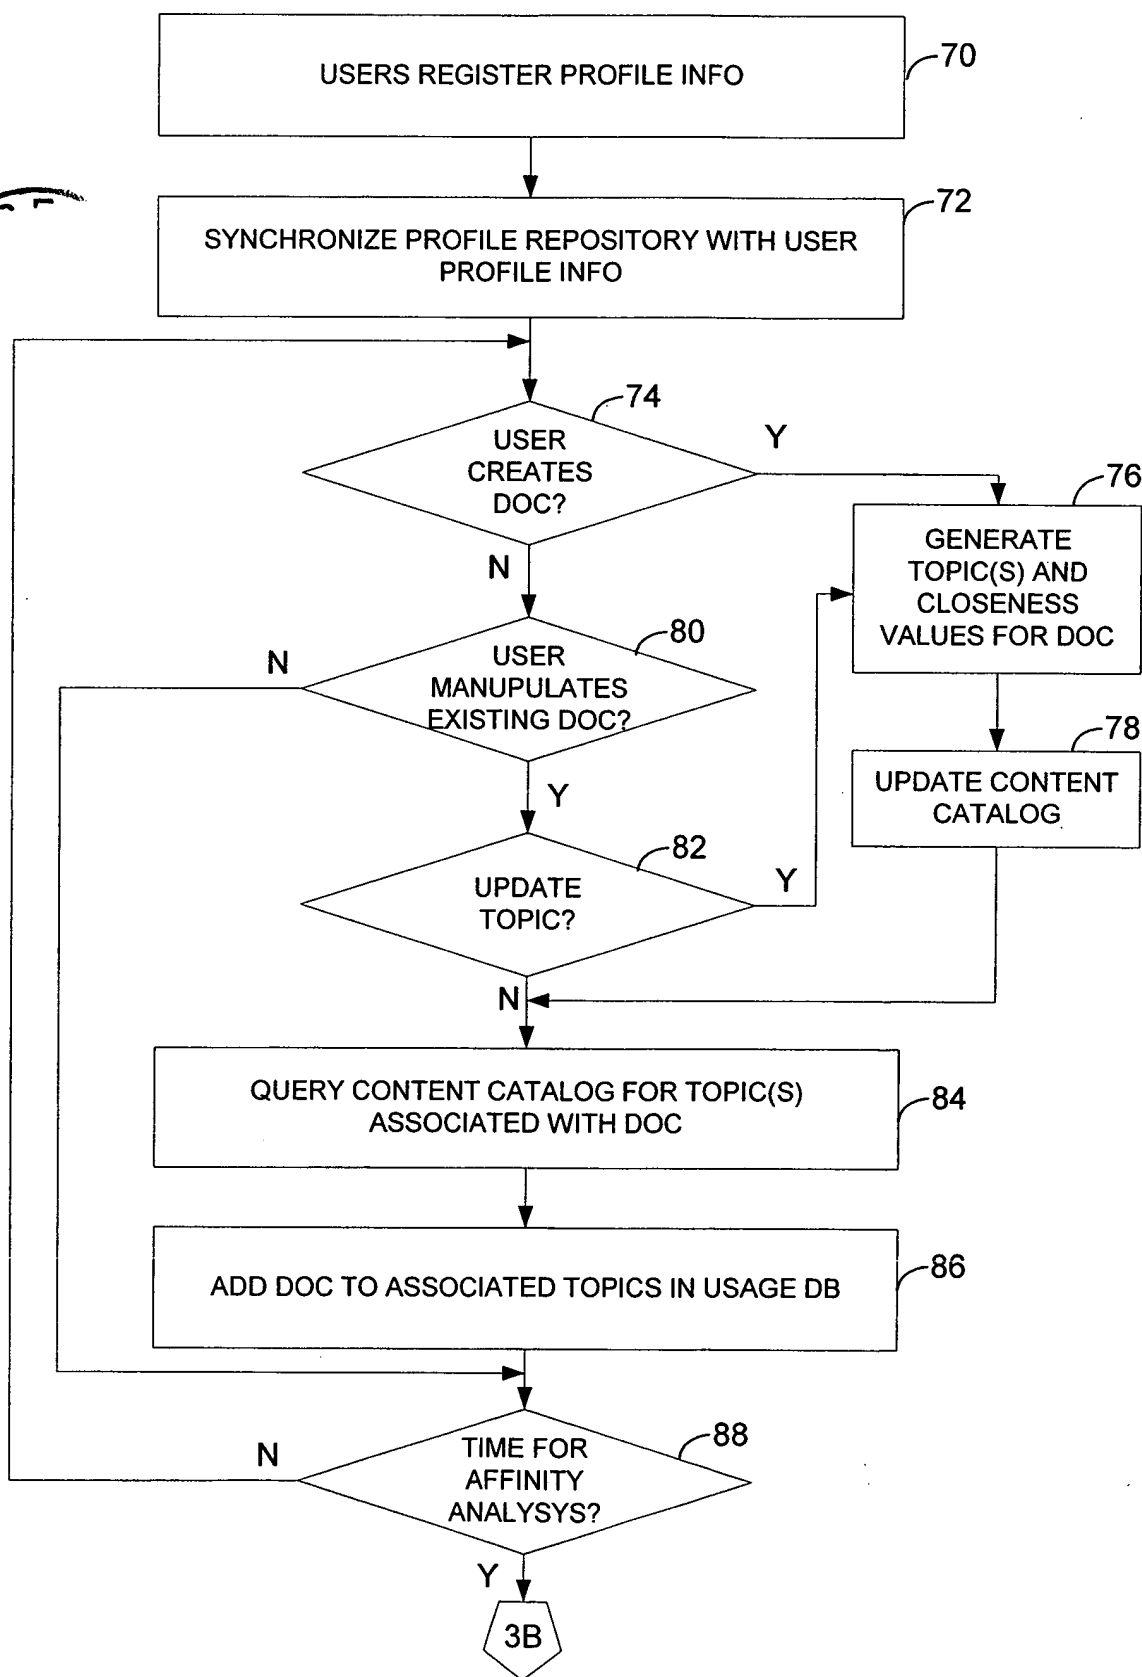 USERS REGISTER PROFILE INFO
70
SYNCHRONIZE PROFILE REPOSITORY WITH USER
PROFILE INFO
72
74
USER
CREATES
DOC?
Y
N
76
GENERATE
TOPIC(S) AND
CLOSENESS
VALUES FOR DOC
80
USER
MANUPULATES
EXISTING DOC?
N
Y
78
UPDATE CONTENT
CATALOG
82
UPDATE
TOPIC?
Y
N
QUERY CONTENT CATALOG FOR TOPIC(S)
ASSOCIATED WITH DOC
84
ADD DOC TO ASSOCIATED TOPICS IN USAGE DB
86
88
TIME FOR
AFFINITY
ANALYSYS?
N
Y
3B